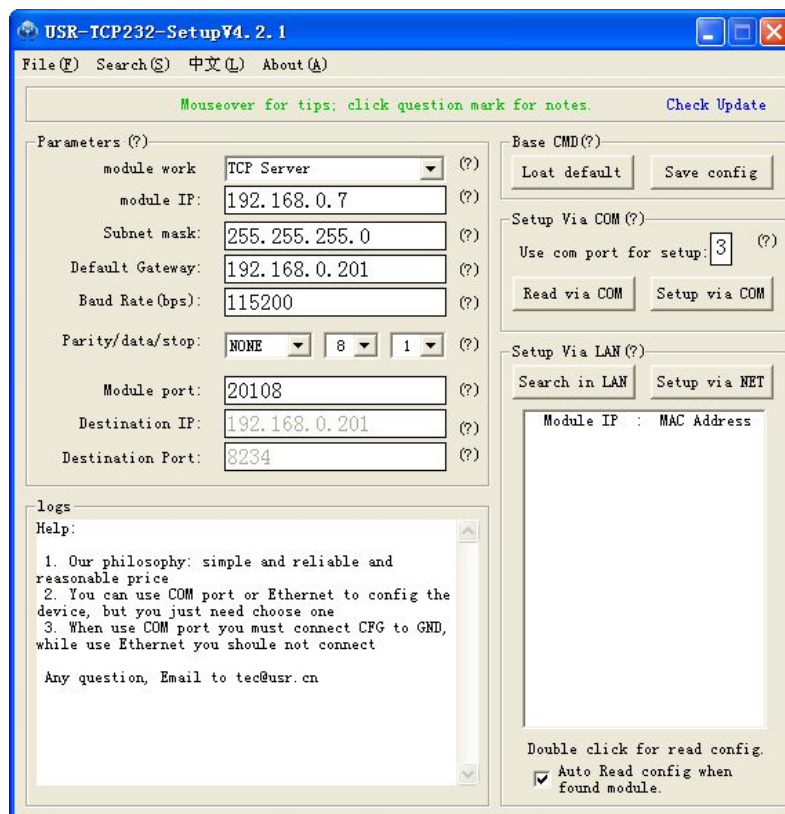 USR-TCP232-SetupV4.2.1
File(F) Search(S) 中文(L) About(A)
Mouseover for tips; click question mark for notes. Check Update
Parameters (?)
module work TCP Server (?)
module IP: 192.168.0.7 (?)
Subnet mask: 255.255.255.0 (?)
Default Gateway: 192.168.0.201 (?)
Baud Rate(bps): 115200 (?)
Parity/data/stop: NONE 8 1 (?)
Module port: 20108 (?)
Destination IP: 192.168.0.201 (?)
Destination Port: 8234 (?)
logs
Help:
1. Our philosophy: simple and reliable and
reasonable price
2. You can use COM port or Ethernet to config the
device, but you just need choose one
3. When use COM port you must connect CFG to GND,
while use Ethernet you shoule not connect
Any question, Email to tec@usr.cn
Base CMD(?)
Loat default Save config
Setup Via COM(?)
Use com port for setup: 3 (?)
Read via COM Setup via COM
Setup Via LAN(?)
Search in LAN Setup via NET
Module IP : MAC Address
Double click for read config.
Auto Read config when
found module.